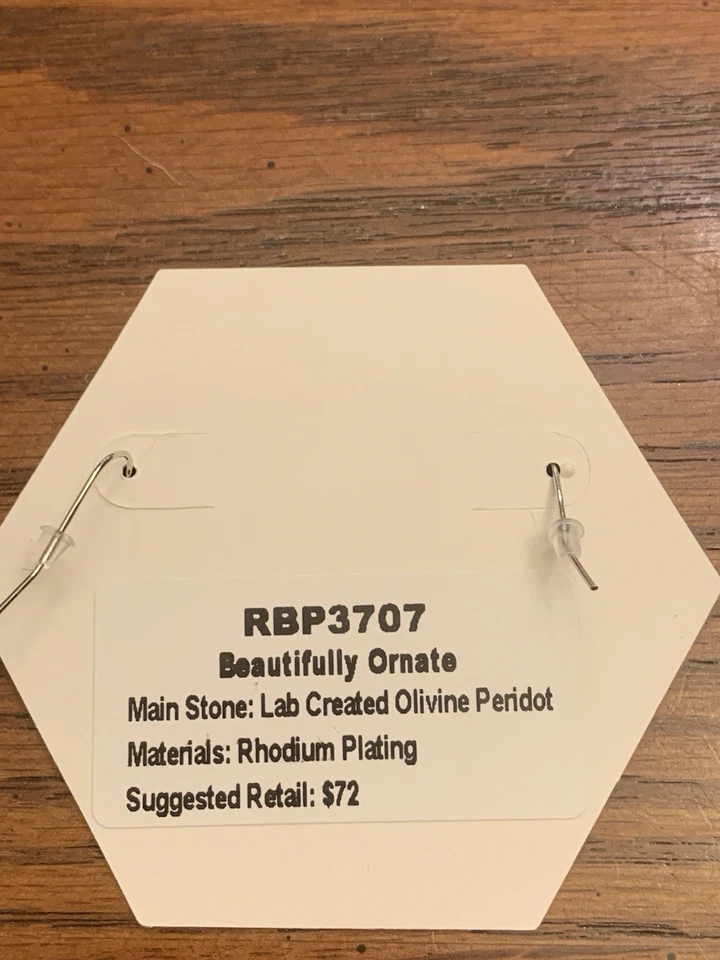 RBP3707
Beautifully Ornate
Main Stone: Lab Created Olivine Peridot
Materials: Rhodium Plating
Suggested Retail: $72